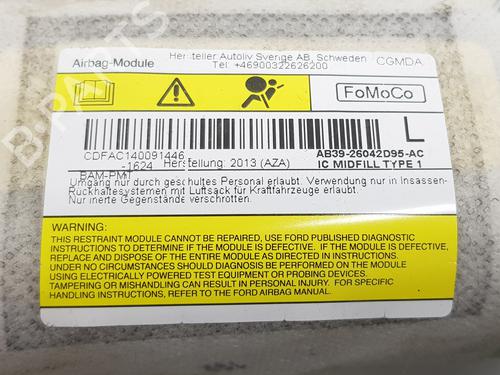 Airbag-Module
Hersteller Autoliv Sverige AB, Schweden
CGMDA
Tel: +46900322626200
FoMoCo
L
CDFAC140091446
-1624 Herstellung: 2013 (AZA)
AB39-26042D95-AC
IC MIDFILL TYPE 1
BAM-PMIT
Umgang nur durch geschultes Personal erlaubt. Verwendung nur in Insassen-
Rückhaltesystemen mit Luftsack für Kraftfahrzeuge erlaubt.
Nur inerte Gegenstände verschrotten.
WARNING:
THIS RESTRAINT MODULE CANNOT BE REPAIRED, USE FORD PUBLISHED DIAGNOSTIC
INSTRUCTIONS TO DETERMINE IF THE MODULE IS DEFECTIVE. IF THE MODULE IS DEFECTIVE,
REPLACE AND DISPOSE OF THE ENTIRE MODULE AS DIRECTED IN INSTRUCTIONS.
UNDER NO CIRCUMSTANCES SHOULD DIAGNOSIS BE PERFORMED
USING ELECTRICALLY POWERED TEST EQUIPMENT OR PROBING DEVICES.
TAMPERING OR MISHANDLING CAN RESULT IN PERSONAL INJURY. FOR SPECIFIC
HANDLING INSTRUCTIONS, REFER TO THE FORD AIRBAG MANUAL.
B-PARTS